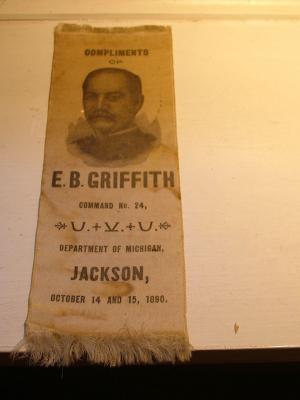 COMPLIMENTS
OF
E.B. GRIFFITH
COMMAND No. 24,
U. + V. + U.
DEPARTMENT OF MICHIGAN,
JACKSON,
OCTOBER 14 AND 15, 1890.